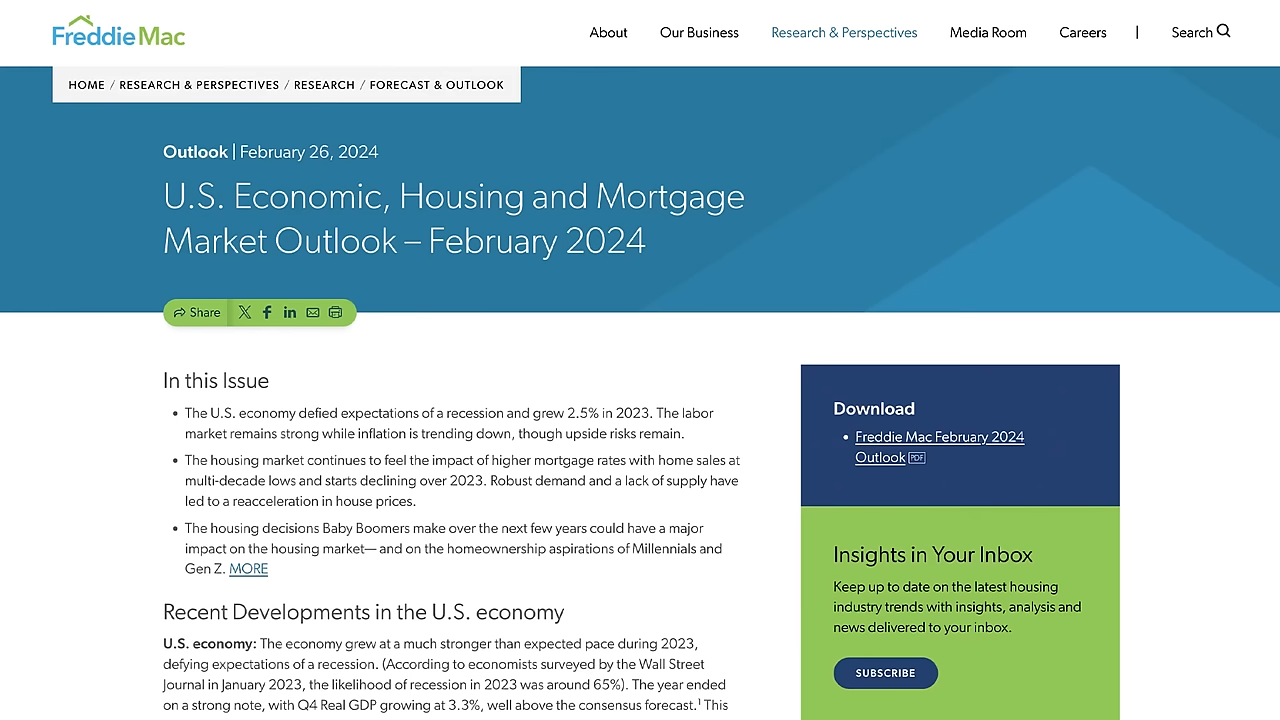 Freddie Mac
About Our Business Research & Perspectives Media Room Careers | Search
HOME / RESEARCH & PERSPECTIVES / RESEARCH / FORECAST & OUTLOOK
Outlook | February 26, 2024
U.S. Economic, Housing and Mortgage
Market Outlook – February 2024
Share
In this Issue
• The U.S. economy defied expectations of a recession and grew 2.5% in 2023. The labor
market remains strong while inflation is trending down, though upside risks remain.
• The housing market continues to feel the impact of higher mortgage rates with home sales at
multi-decade lows and starts declining over 2023. Robust demand and a lack of supply have
led to a reacceleration in house prices.
• The housing decisions Baby Boomers make over the next few years could have a major
impact on the housing market— and on the homeownership aspirations of Millennials and
Gen Z. MORE
Recent Developments in the U.S. economy
U.S. economy: The economy grew at a much stronger than expected pace during 2023,
defying expectations of a recession. (According to economists surveyed by the Wall Street
Journal in January 2023, the likelihood of recession in 2023 was around 65%). The year ended
on a strong note, with Q4 Real GDP growing at 3.3%, well above the consensus forecast.¹ This
Download
• Freddie Mac February 2024
Outlook PDF
Insights in Your Inbox
Keep up to date on the latest housing
industry trends with insights, analysis and
news delivered to your inbox.
SUBSCRIBE